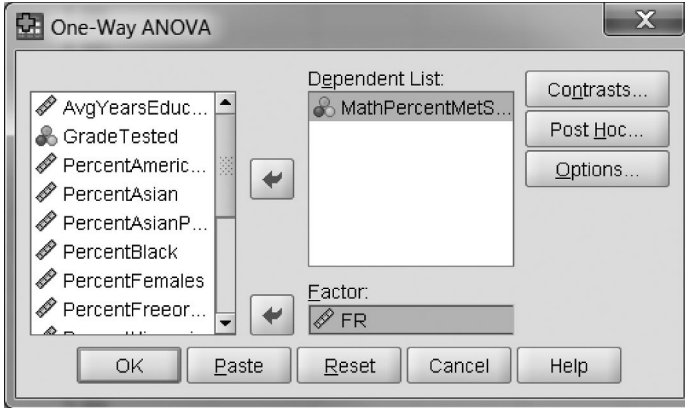 One-Way ANOVA
X
Dependent List:
AvgYearsEduc...
GradeTested
PercentAmeric...
PercentAsian
PercentAsianP...
PercentBlack
PercentFemales
PercentFreeor...
MathPercentMetS...
Contrasts...
Post Hoc...
Options...
Factor:
FR
OK
Paste
Reset
Cancel
Help